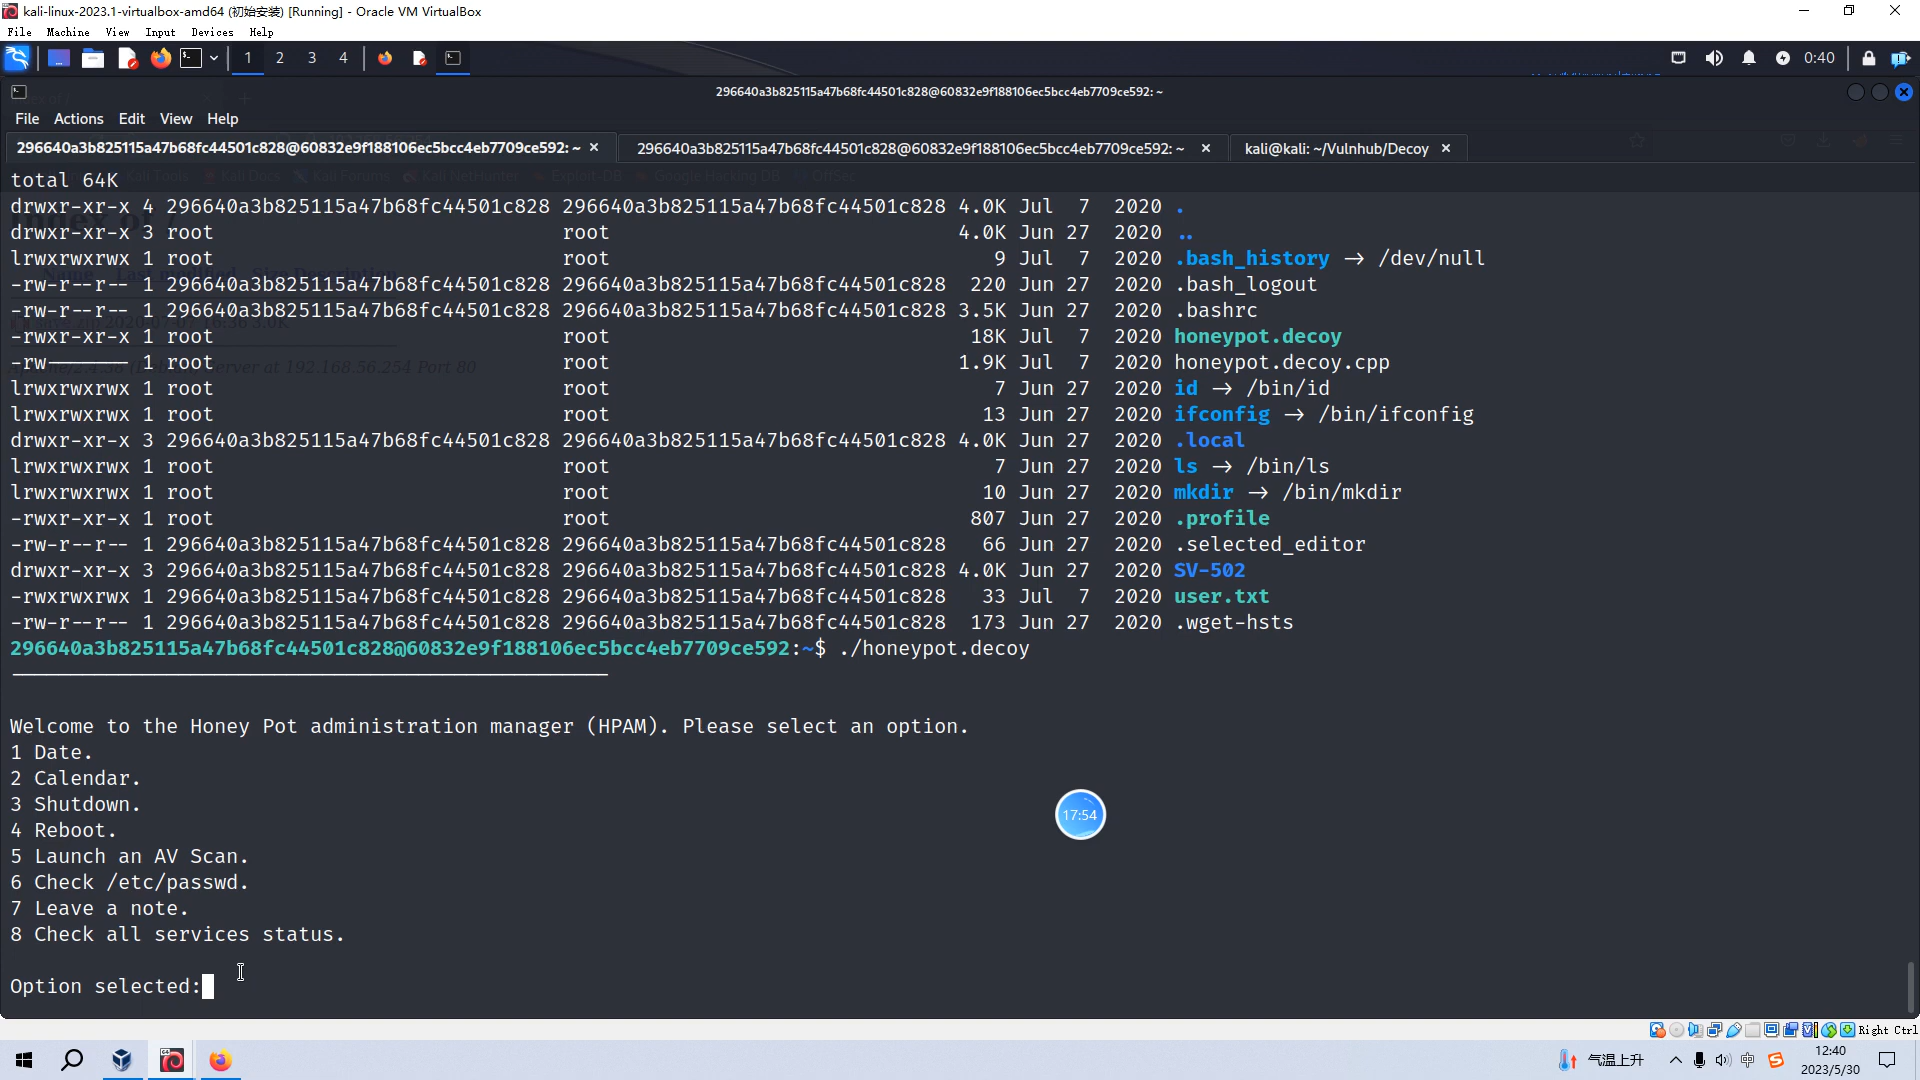 kali-linux-2023.1-virtualbox-amd64 (初始安装) [Running] - Oracle VM VirtualBox
File Machine View Input Devices Help
1 2 3 4 0:40
296640a3b825115a47b68fc44501c828@60832e9f188106ec5bcc4eb7709ce592: ~
File Actions Edit View Help
296640a3b825115a47b68fc44501c828@60832e9f188106ec5bcc4eb7709ce592: ~ × 296640a3b825115a47b68fc44501c828@60832e9f188106ec5bcc4eb7709ce592: ~ × kali@kali: ~/Vulnhub/Decoy ×
total 64K
drwxr-xr-x 4 296640a3b825115a47b68fc44501c828 296640a3b825115a47b68fc44501c828 4.0K Jul 7 2020 .
drwxr-xr-x 3 root root 4.0K Jun 27 2020 ..
lrwxrwxrwx 1 root root 9 Jul 7 2020 .bash_history → /dev/null
-rw-r--r-- 1 296640a3b825115a47b68fc44501c828 296640a3b825115a47b68fc44501c828 220 Jun 27 2020 .bash_logout
-rw-r--r-- 1 296640a3b825115a47b68fc44501c828 296640a3b825115a47b68fc44501c828 3.5K Jun 27 2020 .bashrc
-rwxr-xr-x 1 root root 18K Jul 7 2020 honeypot.decoy
-rw------- 1 root root 1.9K Jul 7 2020 honeypot.decoy.cpp
lrwxrwxrwx 1 root root 7 Jun 27 2020 id → /bin/id
lrwxrwxrwx 1 root root 13 Jun 27 2020 ifconfig → /bin/ifconfig
drwxr-xr-x 3 296640a3b825115a47b68fc44501c828 296640a3b825115a47b68fc44501c828 4.0K Jun 27 2020 .local
lrwxrwxrwx 1 root root 7 Jun 27 2020 ls → /bin/ls
lrwxrwxrwx 1 root root 10 Jun 27 2020 mkdir → /bin/mkdir
-rwxr-xr-x 1 root root 807 Jun 27 2020 .profile
-rw-r--r-- 1 296640a3b825115a47b68fc44501c828 296640a3b825115a47b68fc44501c828 66 Jun 27 2020 .selected_editor
drwxr-xr-x 3 296640a3b825115a47b68fc44501c828 296640a3b825115a47b68fc44501c828 4.0K Jun 27 2020 SV-502
-rwxrwxrwx 1 296640a3b825115a47b68fc44501c828 296640a3b825115a47b68fc44501c828 33 Jul 7 2020 user.txt
-rw-r--r-- 1 296640a3b825115a47b68fc44501c828 296640a3b825115a47b68fc44501c828 173 Jun 27 2020 .wget-hsts
296640a3b825115a47b68fc44501c828@60832e9f188106ec5bcc4eb7709ce592:~$ ./honeypot.decoy
Welcome to the Honey Pot administration manager (HPAM). Please select an option.
1 Date.
2 Calendar.
3 Shutdown.
4 Reboot.
5 Launch an AV Scan.
6 Check /etc/passwd.
7 Leave a note.
8 Check all services status.
17:54
Option selected:
Right Ctrl
气温上升 中 12:40
2023/5/30